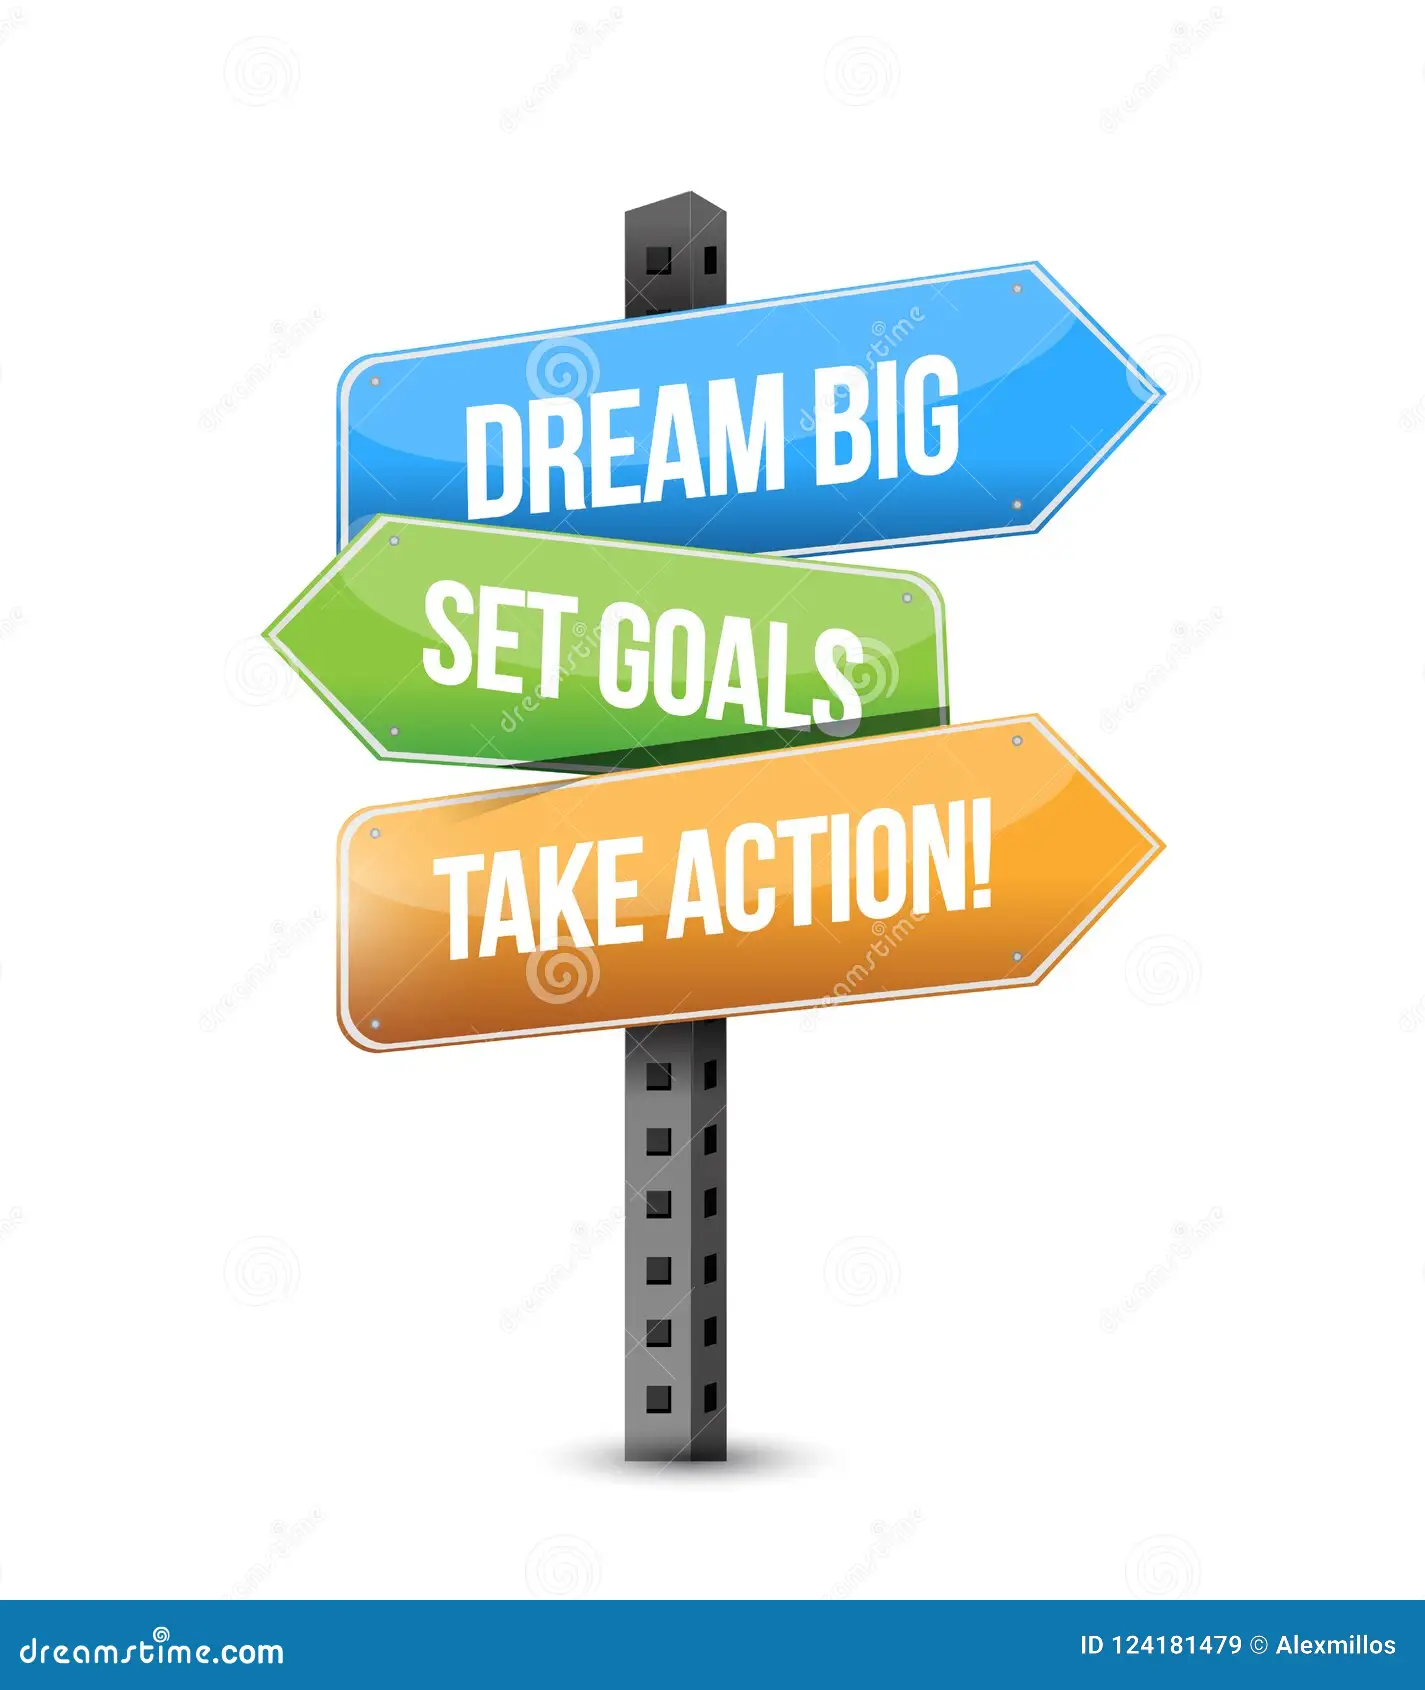 DREAM BIG
SET GOALS
TAKE ACTION!
dreamstime.com
ID 124181479 © Alexmillos